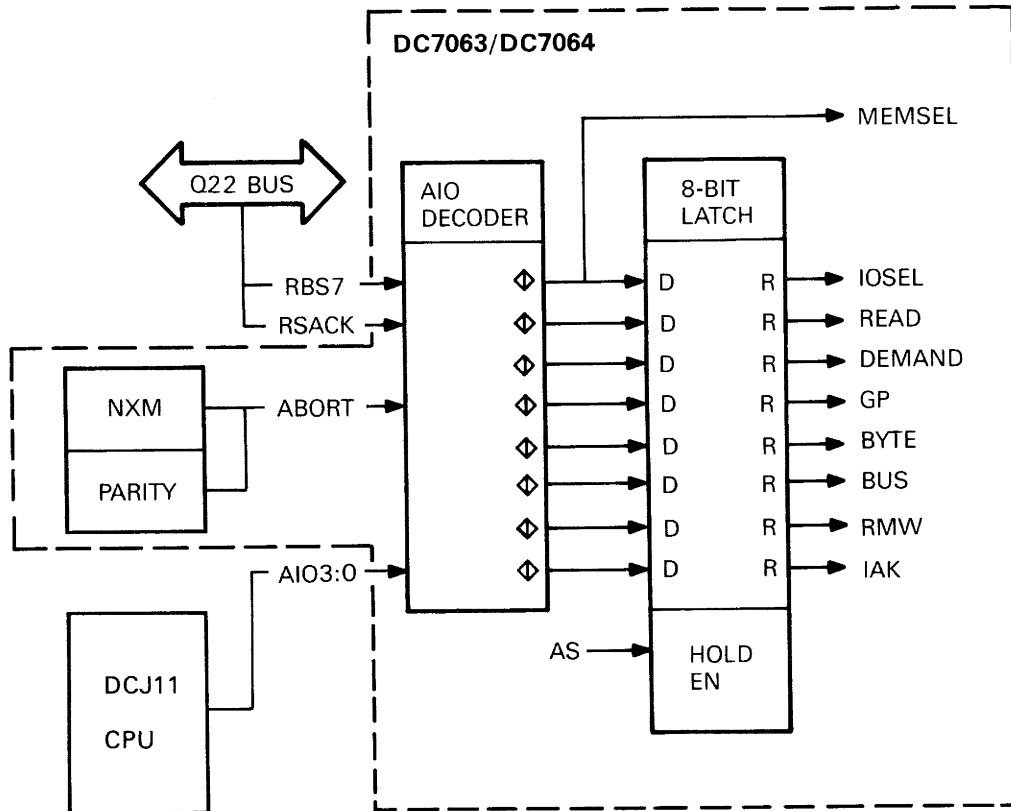 DC7063/DC7064
MEMSEL
Q22 BUS
AIO
DECODER
8-BIT
LATCH
RBS7
D R IOSEL
RSACK
D R READ
D R DEMAND
NXM
ABORT
D R GP
D R BYTE
PARITY
D R BUS
D R RMW
AIO3:0
D R IAK
AS
HOLD
EN
DCJ11
CPU